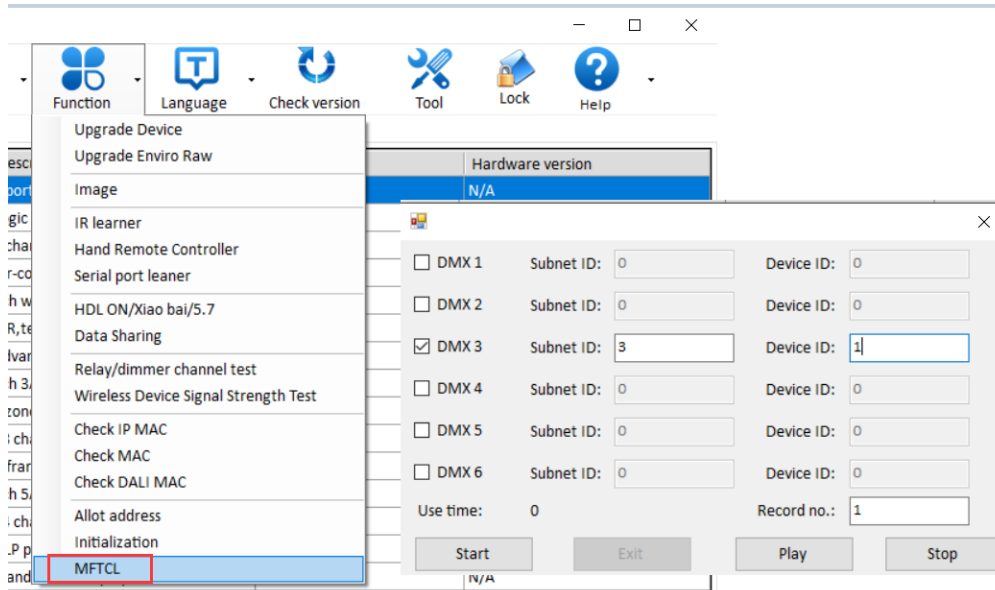 Function
Language
Check version
Tool
Lock
Help
Upgrade Device
Upgrade Enviro Raw
Image
IR learner
Hand Remote Controller
Serial port leaner
HDL ON/Xiao bai/5.7
Data Sharing
Relay/dimmer channel test
Wireless Device Signal Strength Test
Check IP MAC
Check MAC
Check DALI MAC
Allot address
Initialization
MFTCL
Hardware version
N/A
DMX 1 Subnet ID: 0 Device ID: 0
DMX 2 Subnet ID: 0 Device ID: 0
DMX 3 Subnet ID: 3 Device ID: 1
DMX 4 Subnet ID: 0 Device ID: 0
DMX 5 Subnet ID: 0 Device ID: 0
DMX 6 Subnet ID: 0 Device ID: 0
Use time: 0 Record no.: 1
Start Exit Play Stop
N/A